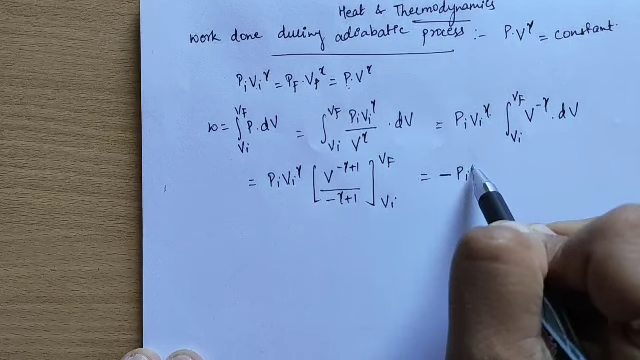 Heat & Thermodynamics
work done during adeabatic process :- P.V^γ = constant.
P_i V_i^γ = P_F . V_F^γ = P. V^γ
w = ∫_{V_i}^{V_F} P. dV = ∫_{V_i}^{V_F} P_i V_i^γ / V^γ . dV = P_i V_i^γ . ∫_{V_i}^{V_F} V^{-γ} . dV
= P_i V_i^γ [ V^{-γ+1} / -γ+1 ]_{V_i}^{V_F} = - P_i